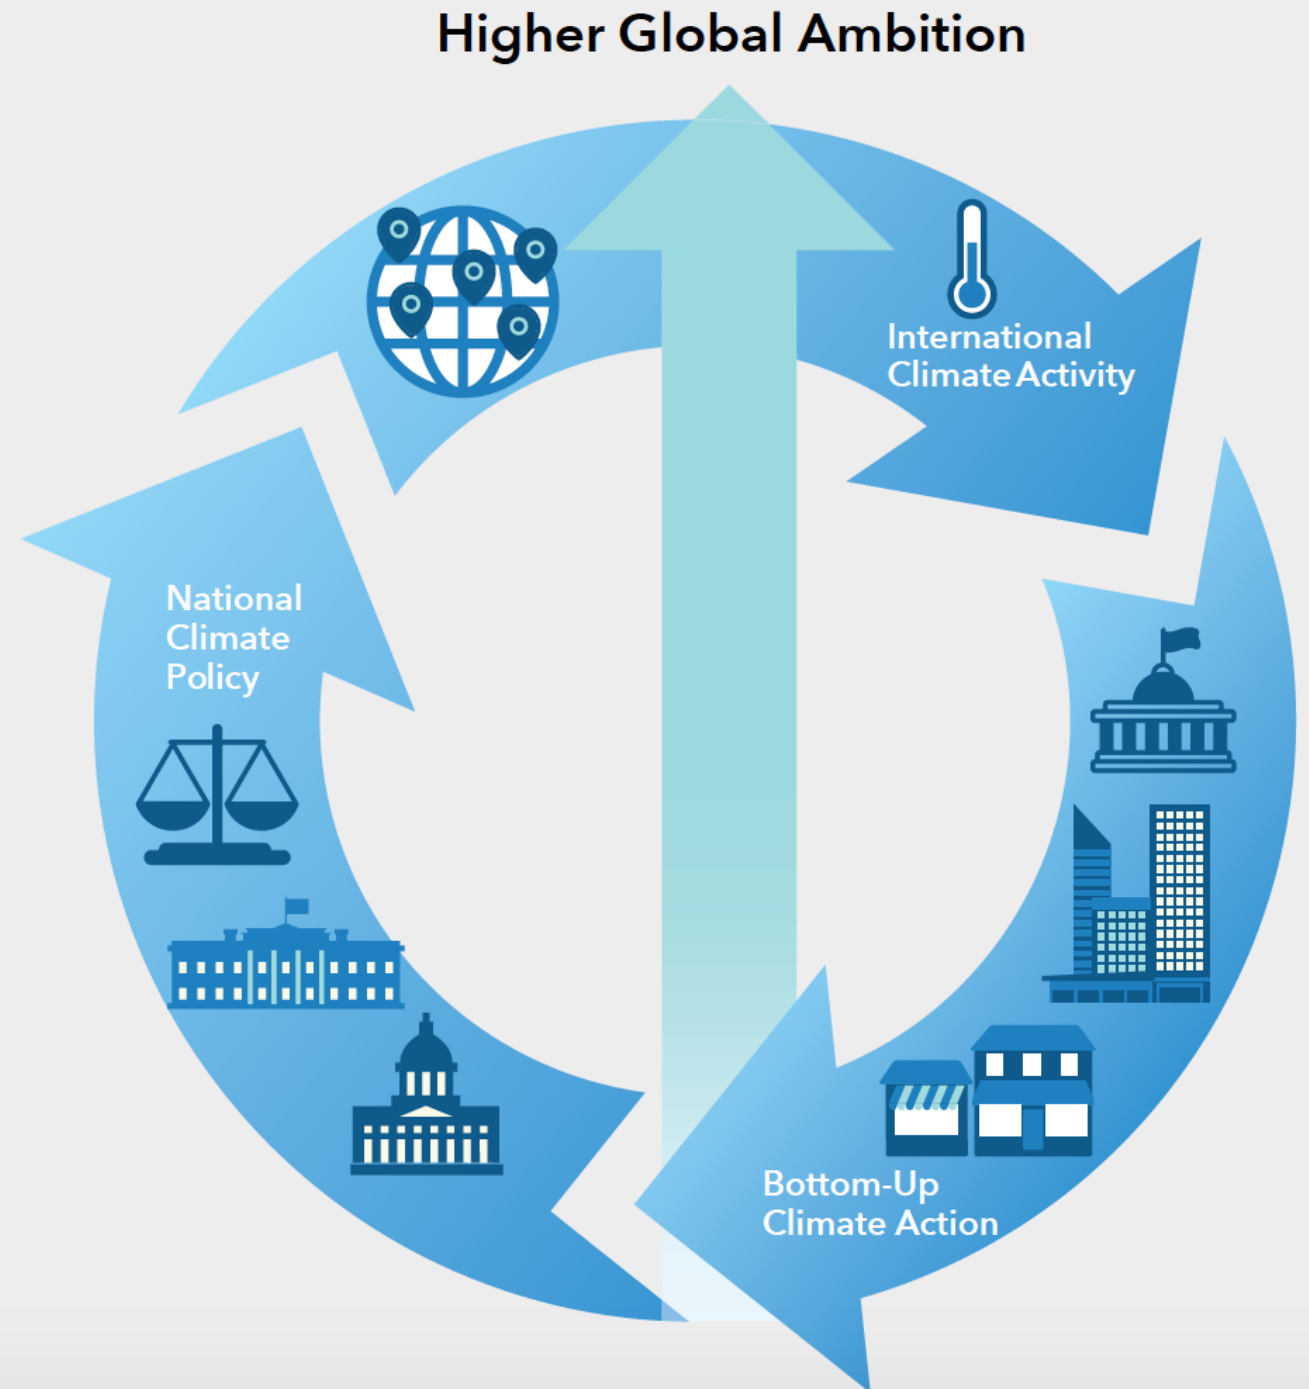 Higher Global Ambition
International
Climate Activity
National
Climate
Policy
Bottom-Up
Climate Action